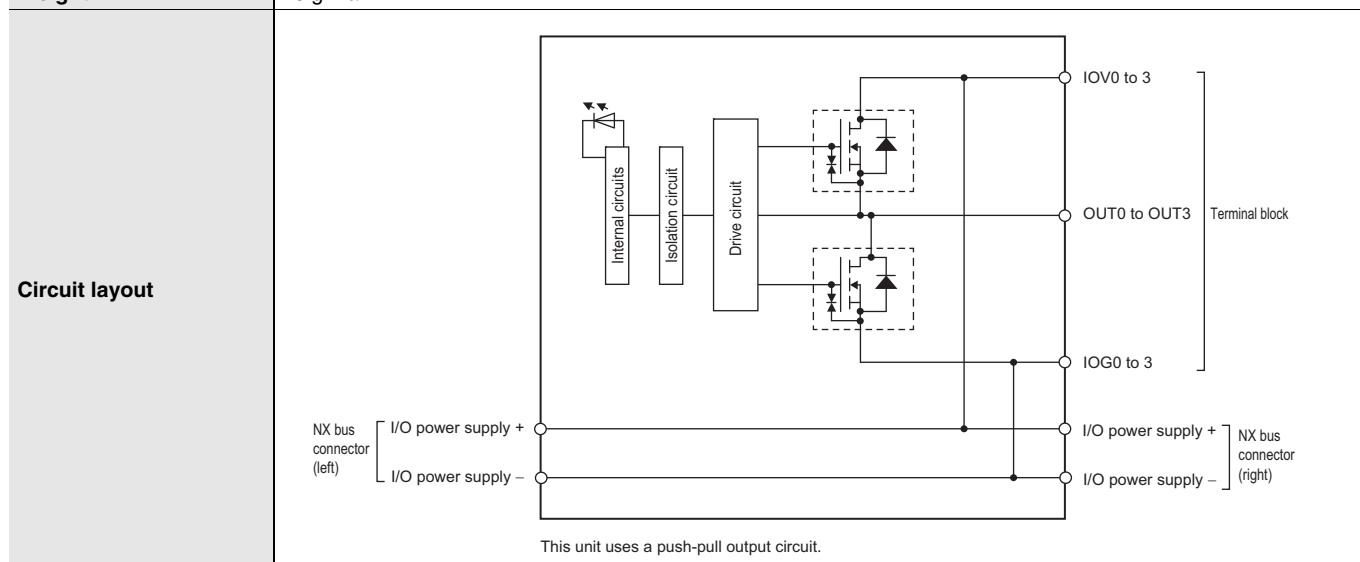 Circuit layout
Internal circuits
Isolation circuit
Drive circuit
IOV0 to 3
OUT0 to OUT3
Terminal block
IOG0 to 3
NX bus
connector
(left)
I/O power supply +
I/O power supply –
I/O power supply +
I/O power supply –
NX bus
connector
(right)
This unit uses a push-pull output circuit.